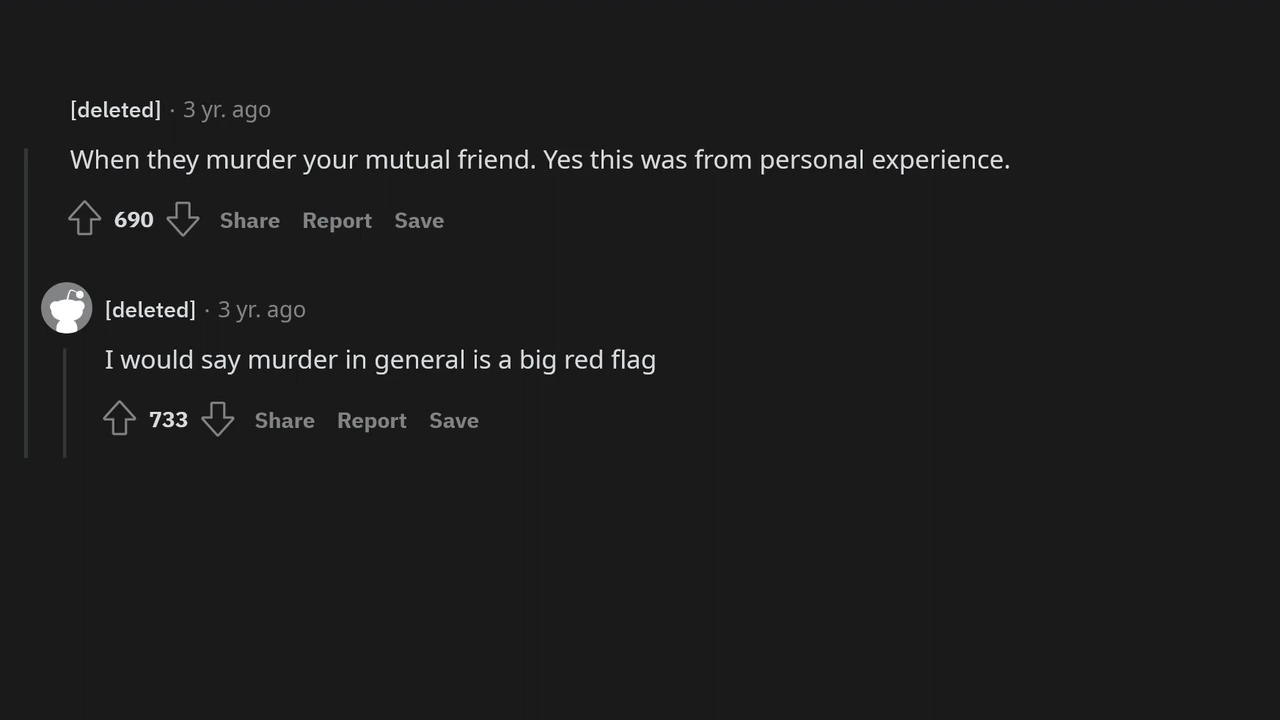 [deleted] · 3 yr. ago
When they murder your mutual friend. Yes this was from personal experience.
690 Share Report Save
[deleted] · 3 yr. ago
I would say murder in general is a big red flag
733 Share Report Save